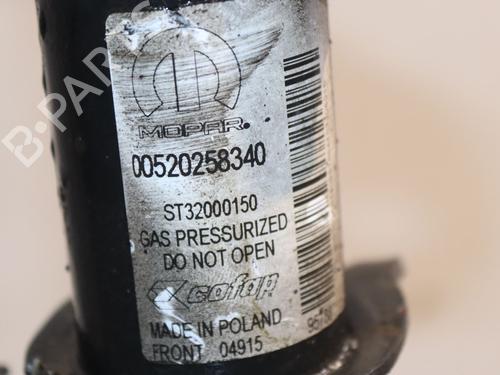 MOPAR
00520258340
ST32000150
GAS PRESSURIZED
DO NOT OPEN
cofap
MADE IN POLAND
FRONT 04915
B-PARTS